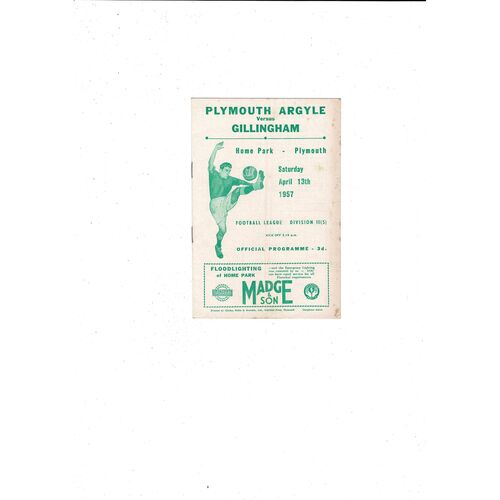 PLYMOUTH ARGYLE
Versus
GILLINGHAM
Home Park - Plymouth
Saturday
April 13th
1957
FOOTBALL LEAGUE DIVISION III(S)
OFFICIAL PROGRAMME - 3d.
FLOODLIGHTING
of HOME PARK
MADGE
& SON